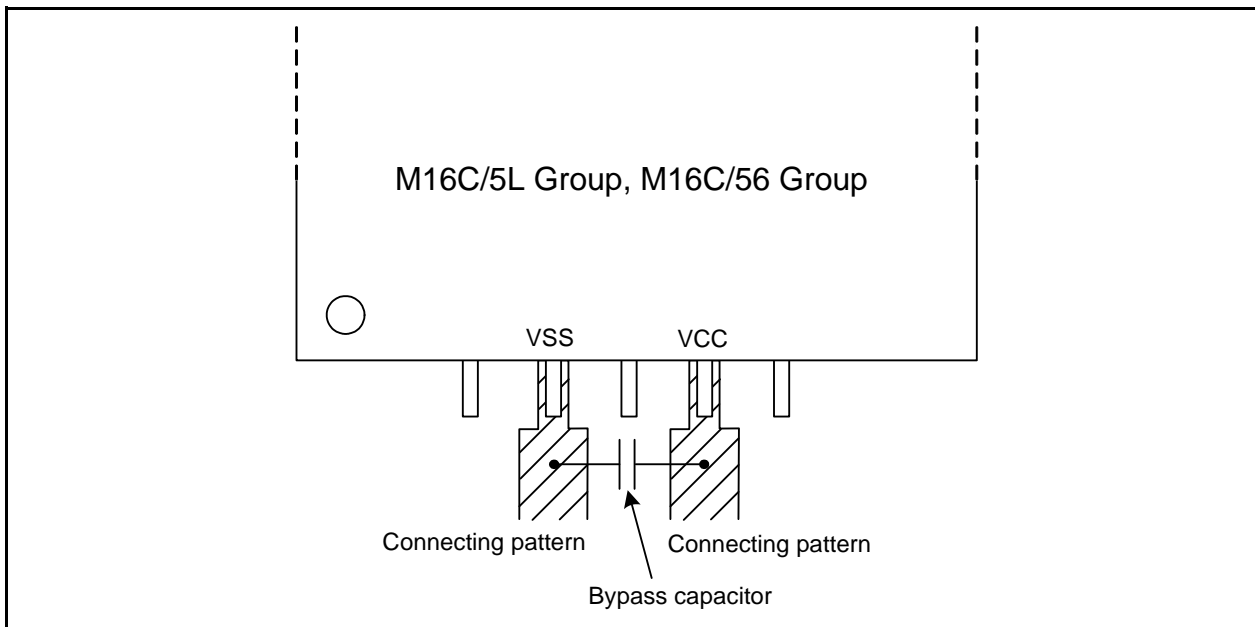 M16C/5L Group, M16C/56 Group
VSS
VCC
Connecting pattern
Connecting pattern
Bypass capacitor